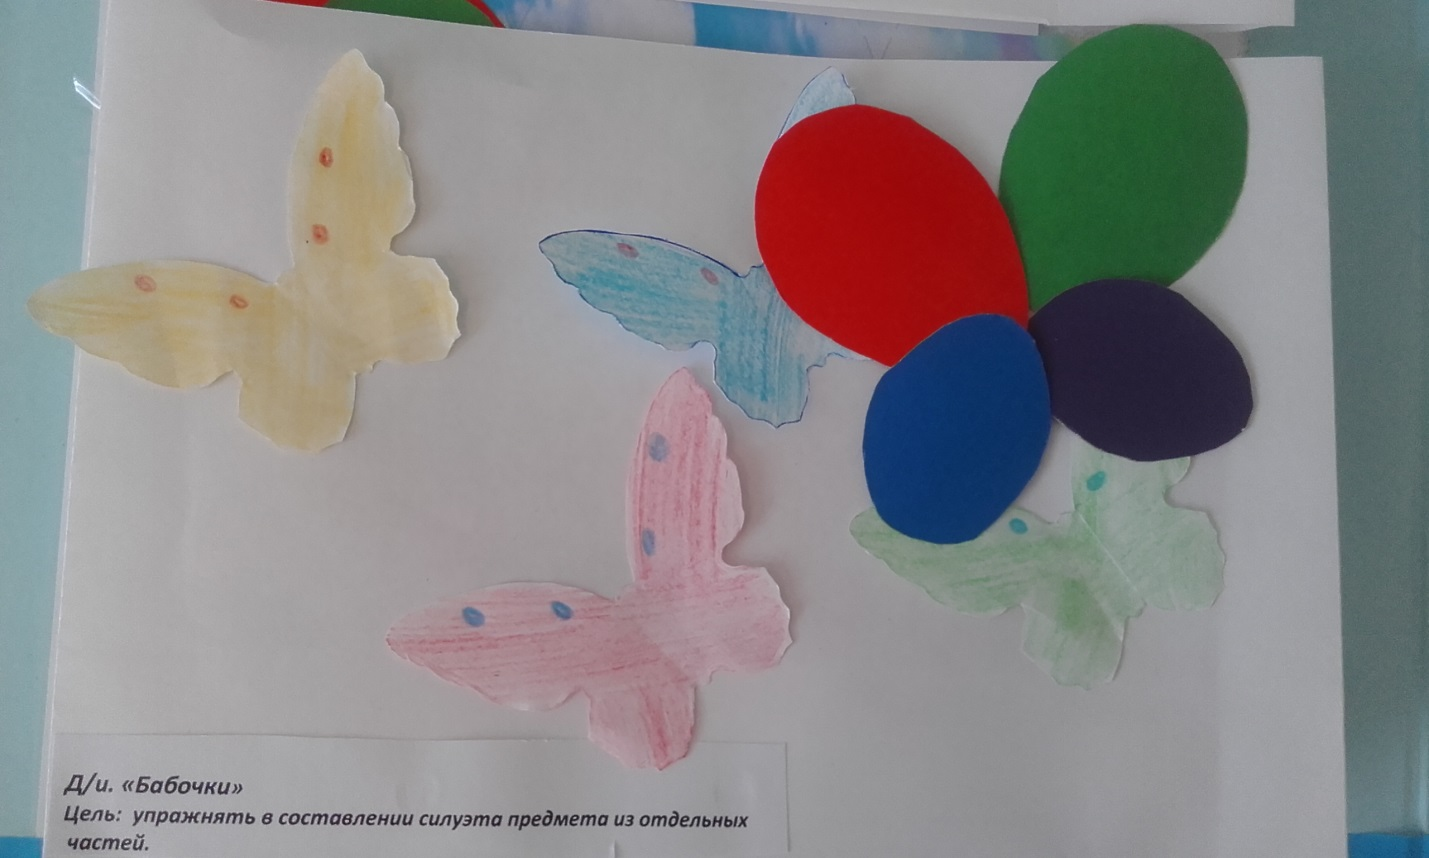 Д/и. «Бабочки»
Цель: упражнять в составлении силуэта предмета из отдельных
частей.